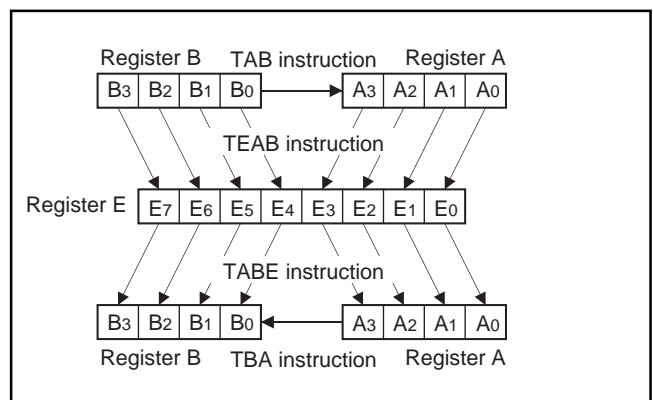 Register B TAB instruction Register A
B3 B2 B1 B0 A3 A2 A1 A0
TEAB instruction
Register E E7 E6 E5 E4 E3 E2 E1 E0
TABE instruction
B3 B2 B1 B0 A3 A2 A1 A0
Register B TBA instruction Register A